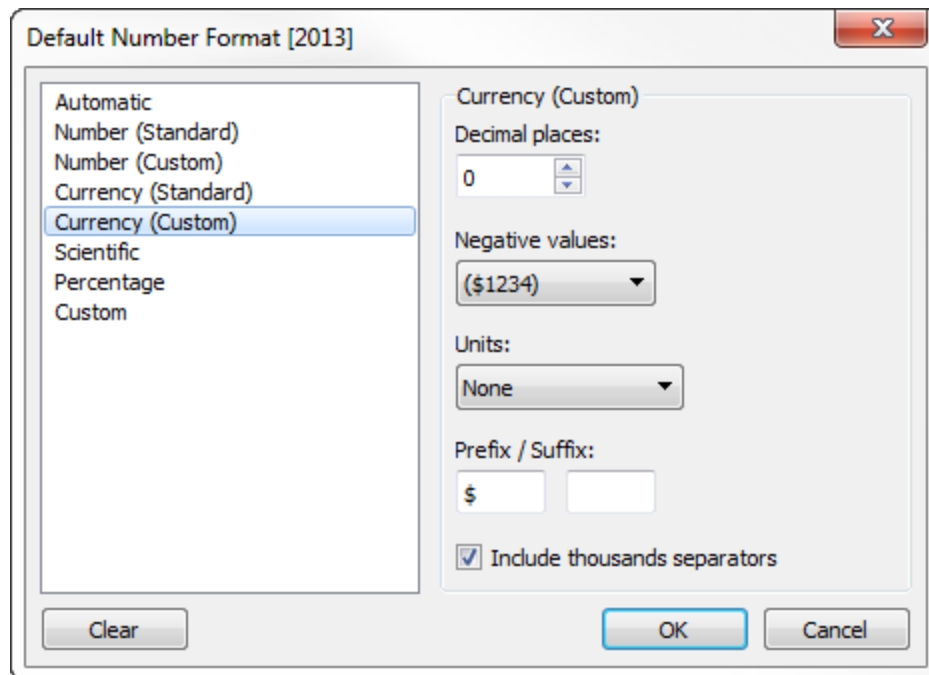 Default Number Format [2013]
Automatic
Number (Standard)
Number (Custom)
Currency (Standard)
Currency (Custom)
Scientific
Percentage
Custom
Currency (Custom)
Decimal places:
0
Negative values:
($1234)
Units:
None
Prefix / Suffix:
$
Include thousands separators
Clear
OK
Cancel